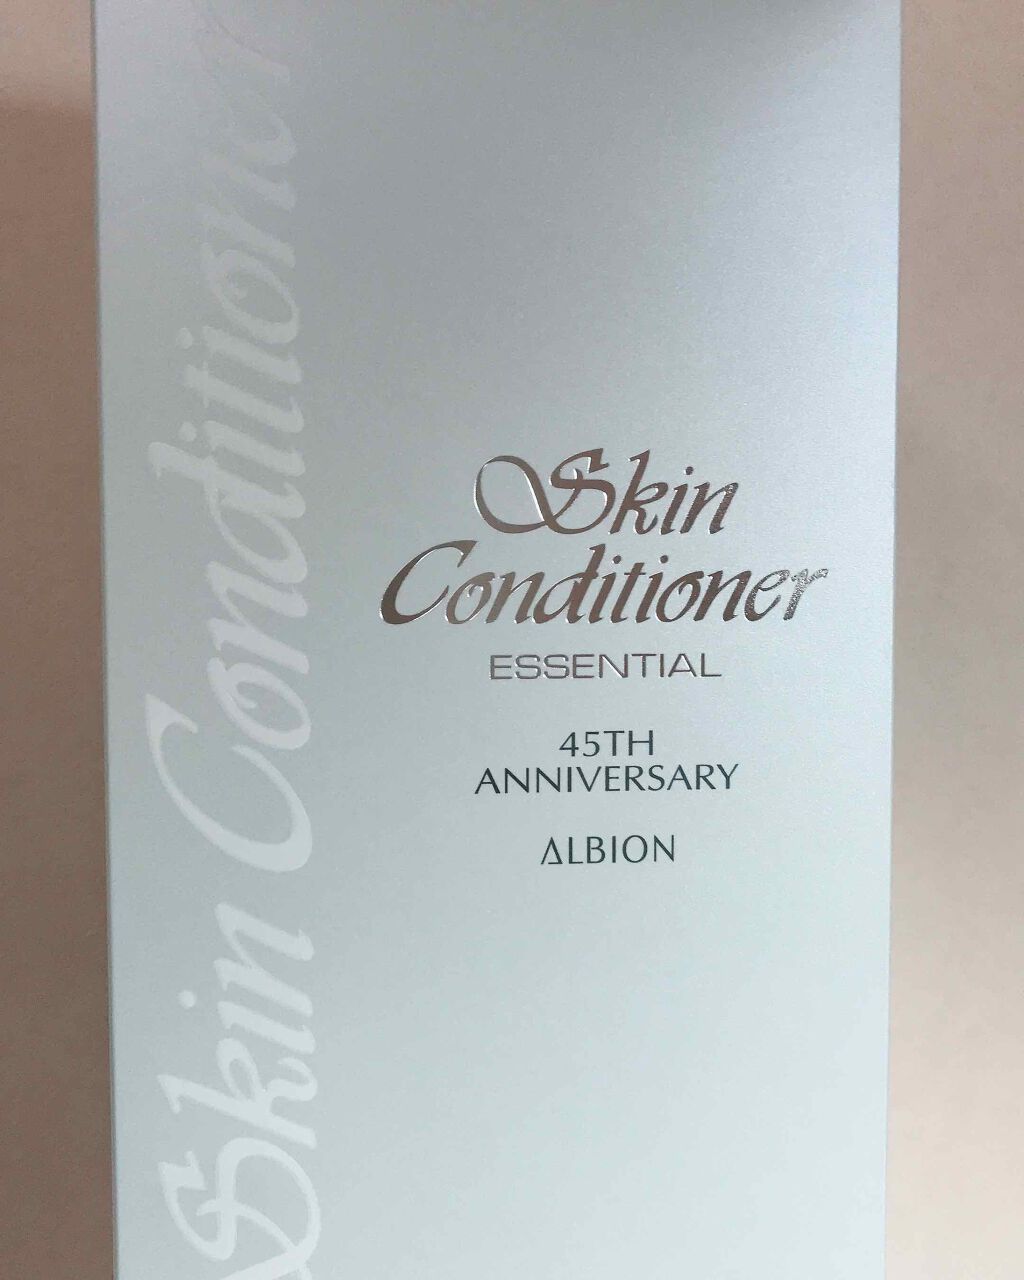 Skin Conditioner
Skin
Conditioner
ESSENTIAL
45TH
ANNIVERSARY
ALBION